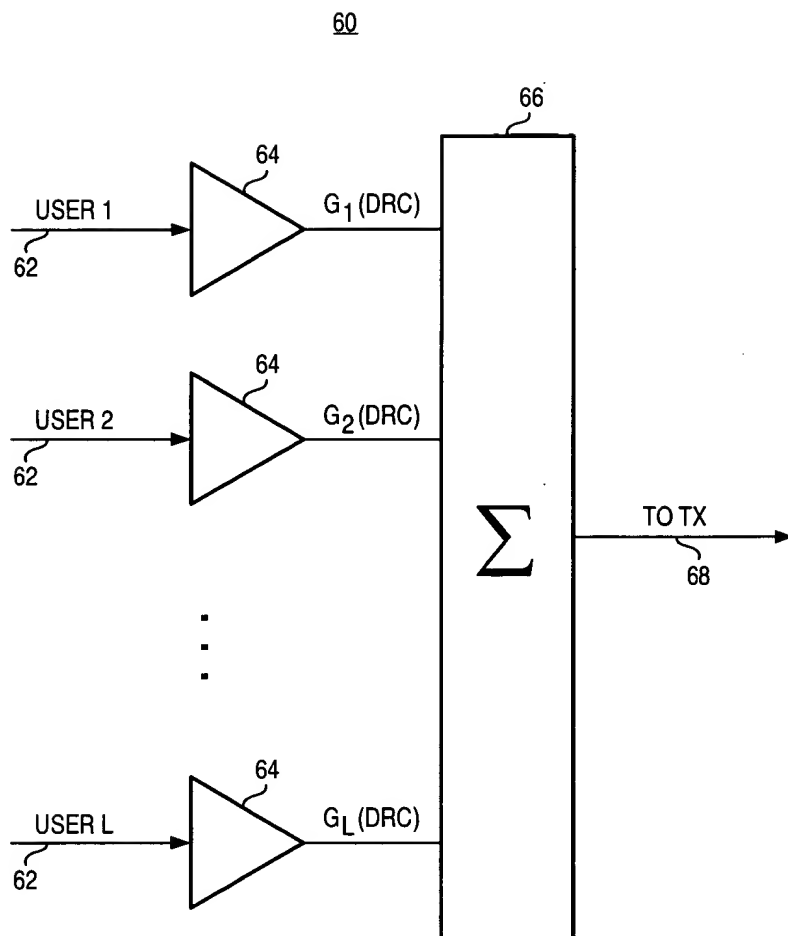 60
66
64
USER 1
G1(DRC)
62
64
USER 2
G2(DRC)
62
Σ
TO TX
68
64
USER L
GL(DRC)
62